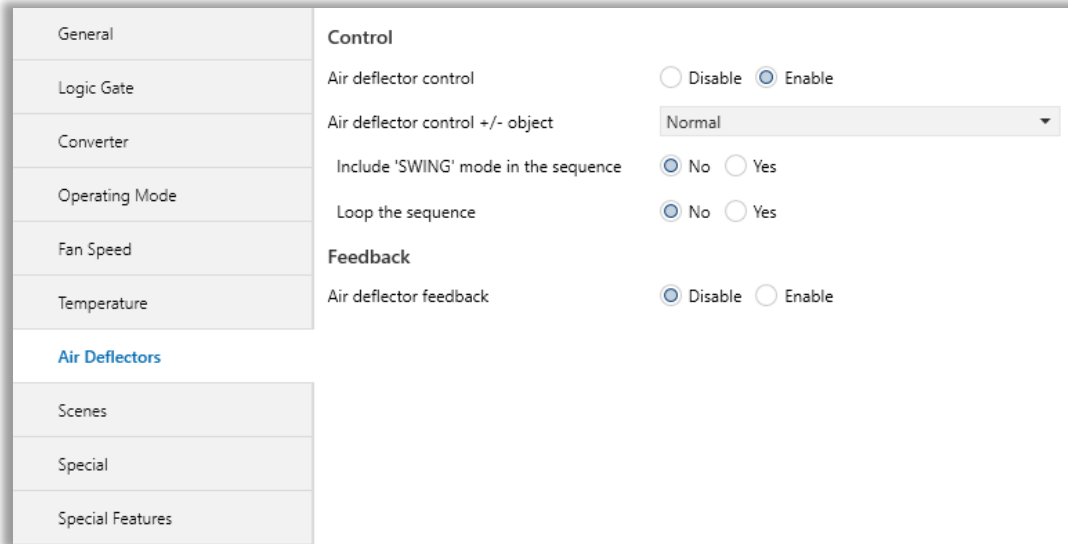 General
Logic Gate
Converter
Operating Mode
Fan Speed
Temperature
Air Deflectors
Scenes
Special
Special Features
Control
Air deflector control Disable Enable
Air deflector control +/- object Normal
Include 'SWING' mode in the sequence No Yes
Loop the sequence No Yes
Feedback
Air deflector feedback Disable Enable